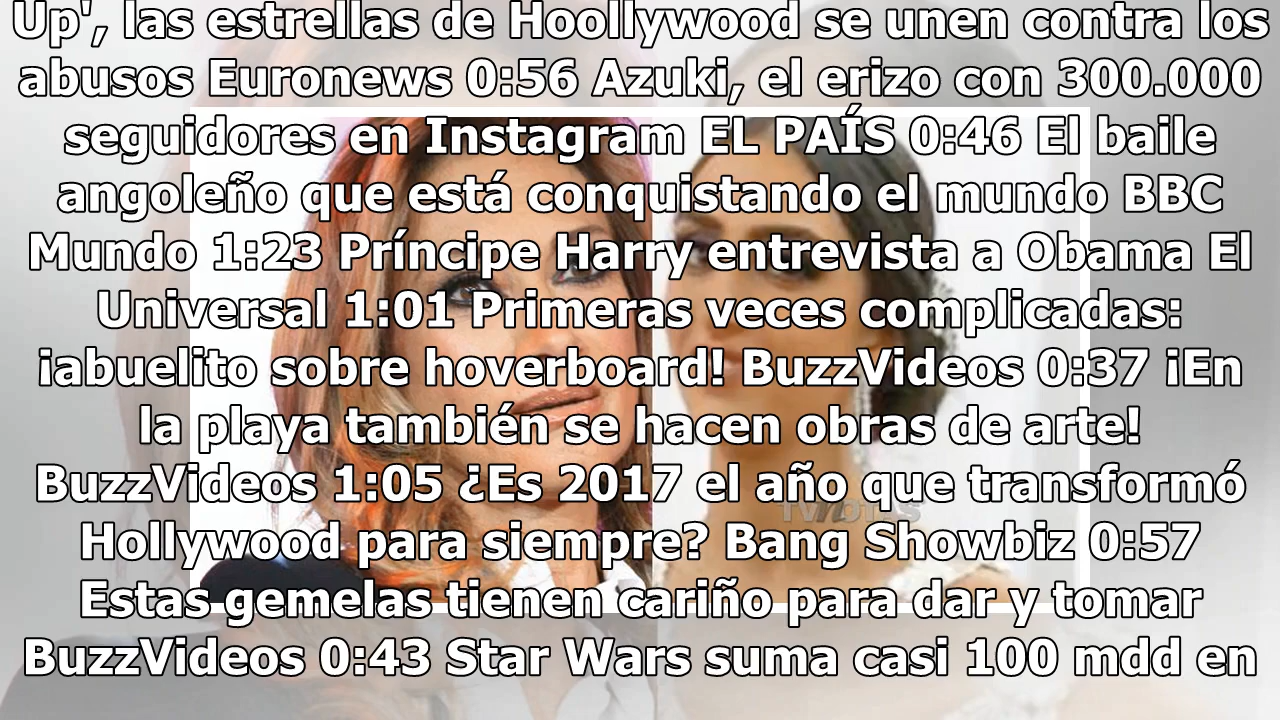 Up', las estrellas de Hoollywood se unen contra los
abusos Euronews 0:56 Azuki, el erizo con 300.000
seguidores en Instagram EL PAÍS 0:46 El baile
angoleño que está conquistando el mundo BBC
Mundo 1:23 Príncipe Harry entrevista a Obama El
Universal 1:01 Primeras veces complicadas:
¡abuelito sobre hoverboard! BuzzVideos 0:37 ¡En
la playa también se hacen obras de arte!
BuzzVideos 1:05 ¿Es 2017 el año que transformó
Hollywood para siempre? Bang Showbiz 0:57
Estas gemelas tienen cariño para dar y tomar
BuzzVideos 0:43 Star Wars suma casi 100 mdd en